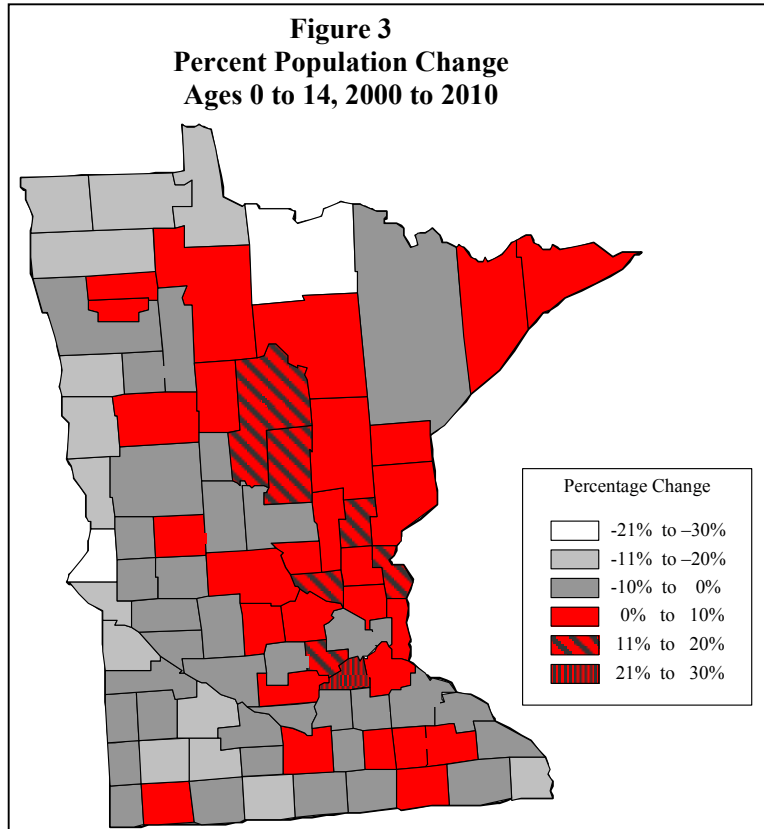 Figure 3
Percent Population Change
Ages 0 to 14, 2000 to 2010
Percentage Change
-21% to –30%
-11% to –20%
-10% to 0%
0% to 10%
11% to 20%
21% to 30%